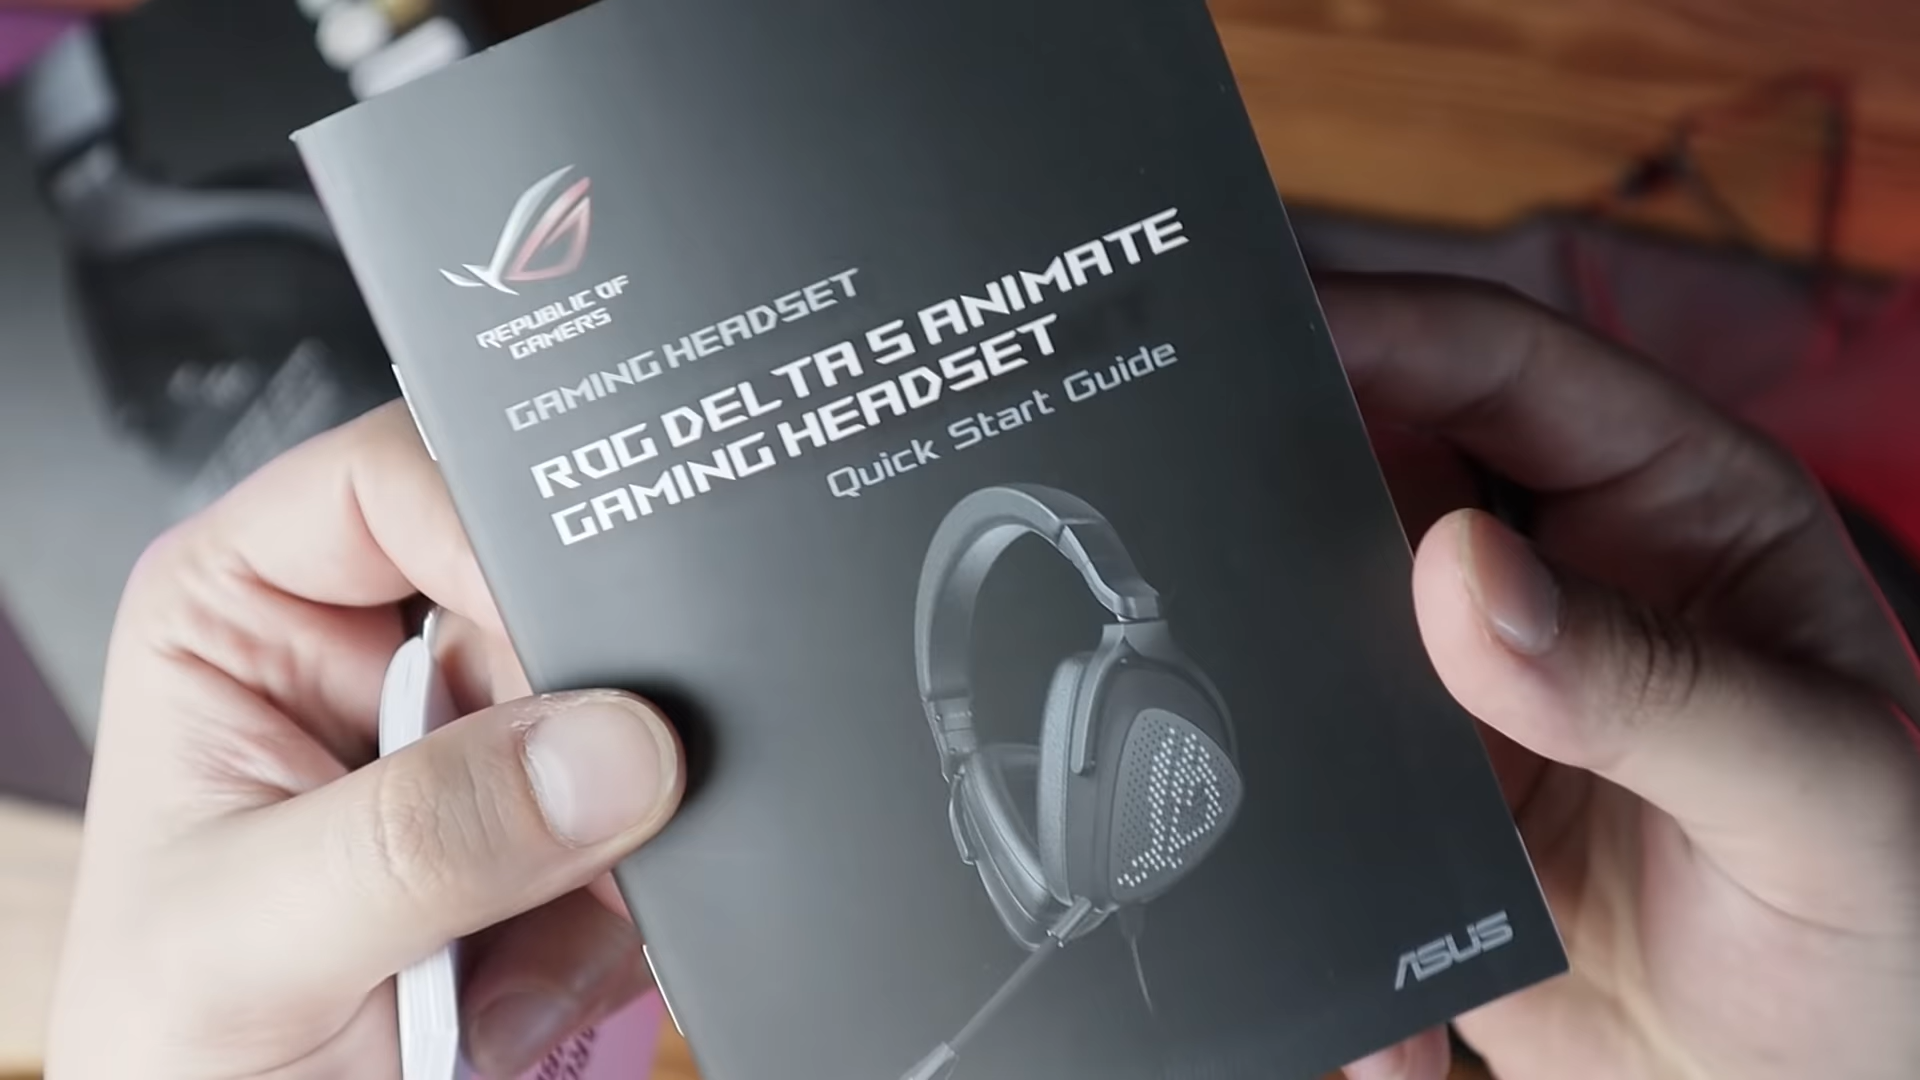 REPUBLIC OF
GAMERS
GAMING HEADSET
ROG DELTA S ANIMATE
GAMING HEADSET
Quick Start Guide
ASUS